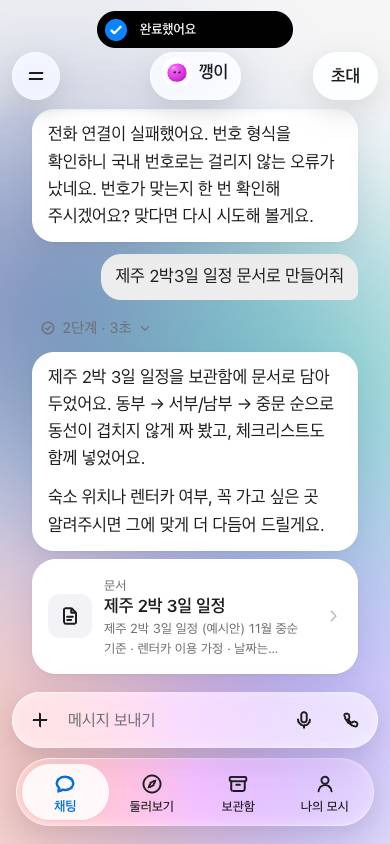 완료했어요
깽이
초대
전화 연결이 실패했어요. 번호 형식을
확인하니 국내 번호로는 걸리지 않는 오류가
났네요. 번호가 맞는지 한 번 확인해
주시겠어요? 맞다면 다시 시도해 볼게요.
제주 2박3일 일정 문서로 만들어줘
2단계 · 3초
제주 2박 3일 일정을 보관함에 문서로 담아
두었어요. 동부 → 서부/남부 → 중문 순으로
동선이 겹치지 않게 짜 봤고, 체크리스트도
함께 넣었어요.
숙소 위치나 렌터카 여부, 꼭 가고 싶은 곳
알려주시면 그에 맞게 더 다듬어 드릴게요.
문서
제주 2박 3일 일정
제주 2박 3일 일정 (예시안) 11월 중순
기준 · 렌터카 이용 가정 · 날짜는...
메시지 보내기
채팅
둘러보기
보관함
나의 모시